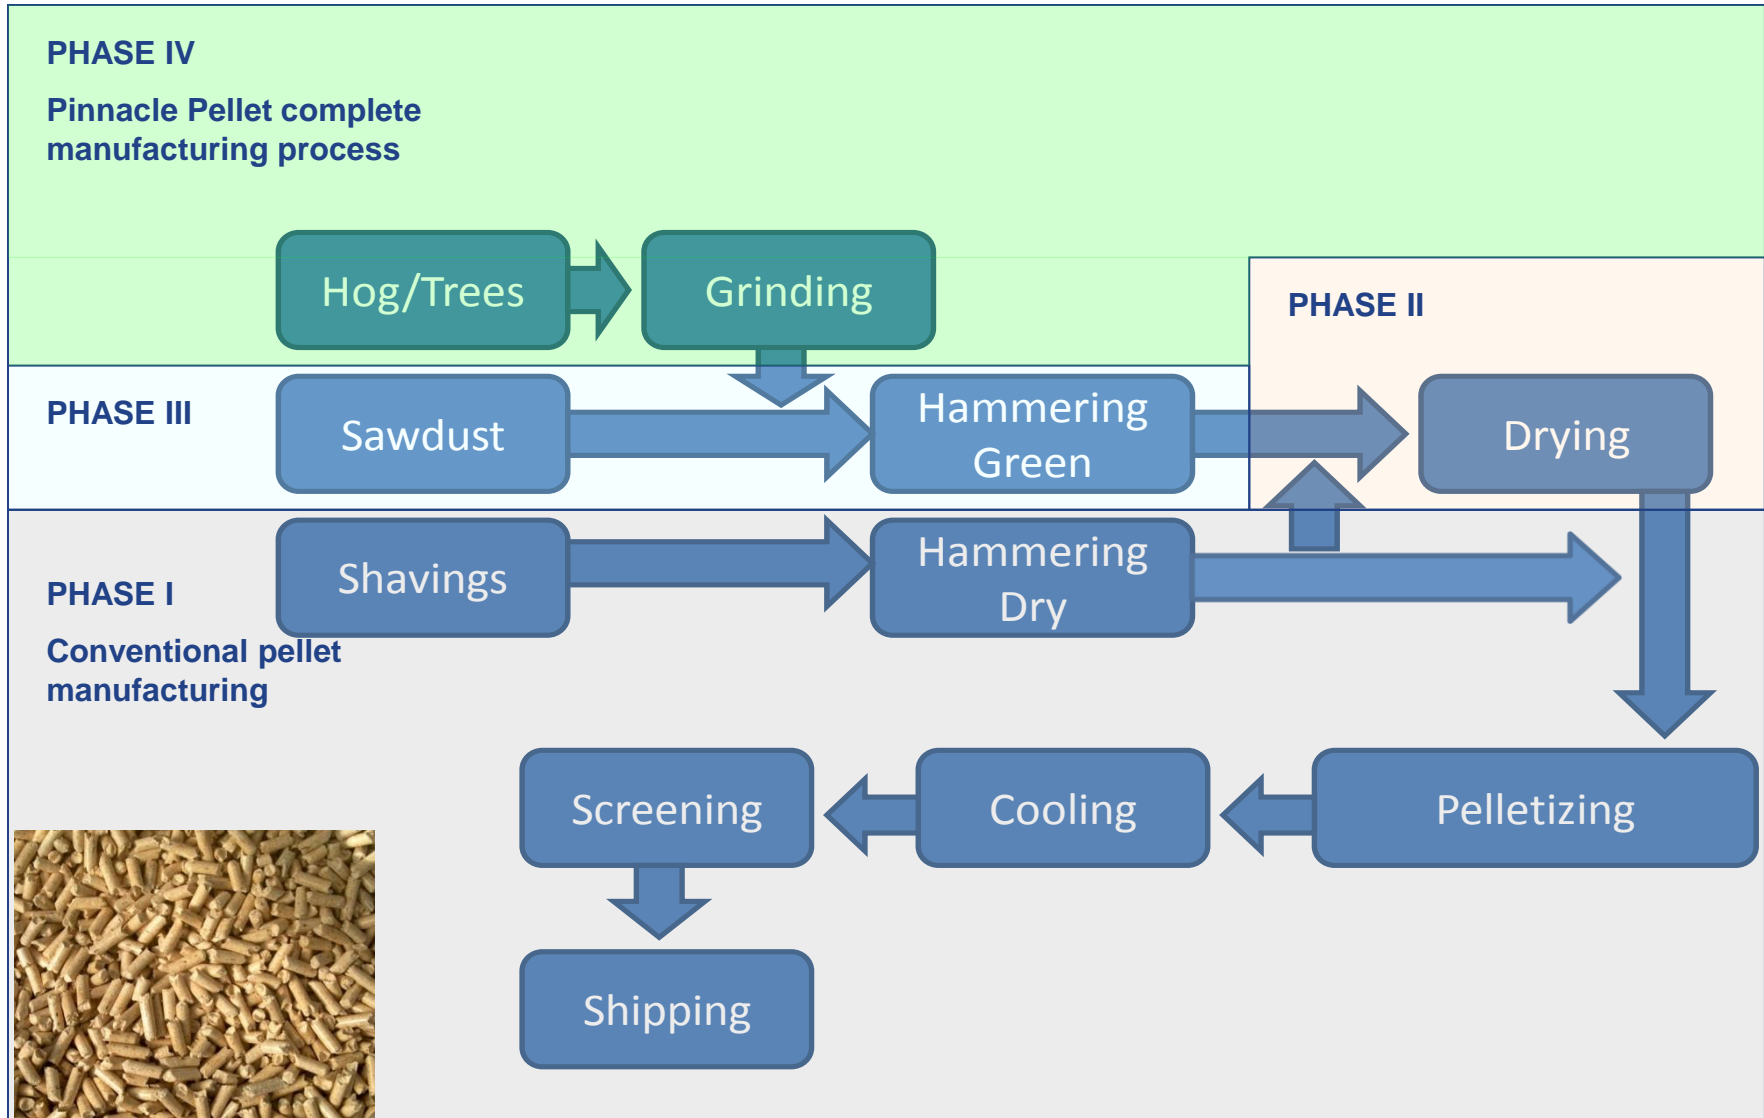 PHASE IV
Pinnacle Pellet complete
manufacturing process
Hog/Trees
Grinding
PHASE II
PHASE III
Sawdust
Hammering
Green
Drying
PHASE I
Conventional pellet
manufacturing
Shavings
Hammering
Dry
Screening
Cooling
Pelletizing
Shipping